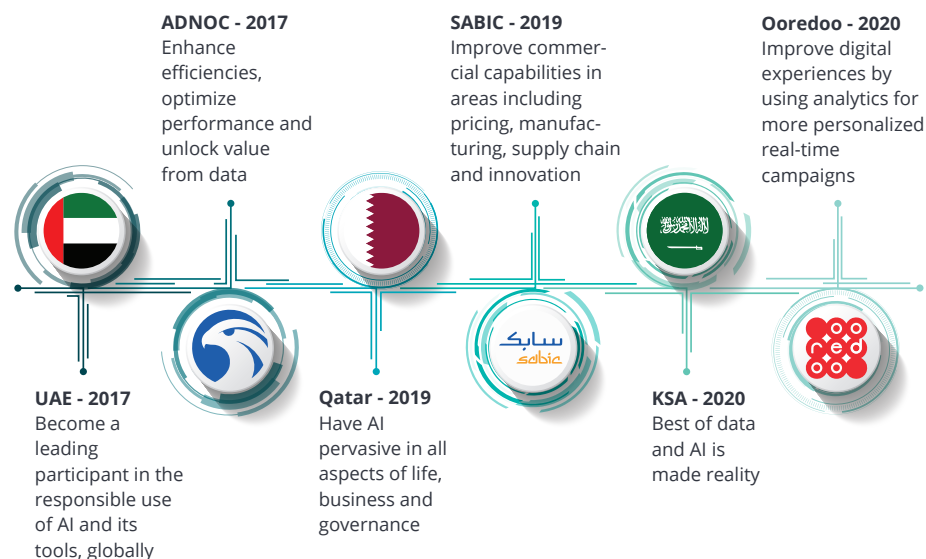 ADNOC - 2017
Enhance
efficiencies,
optimize
performance and
unlock value
from data
SABIC - 2019
Improve commer-
cial capabilities in
areas including
pricing, manufac-
turing, supply chain
and innovation
Ooredoo - 2020
Improve digital
experiences by
using analytics for
more personalized
real-time
campaigns
سابك
sabic
oo
red
oo
UAE - 2017
Become a
leading
participant in the
responsible use
of AI and its
tools, globally
Qatar - 2019
Have AI
pervasive in all
aspects of life,
business and
governance
KSA - 2020
Best of data
and AI is
made reality